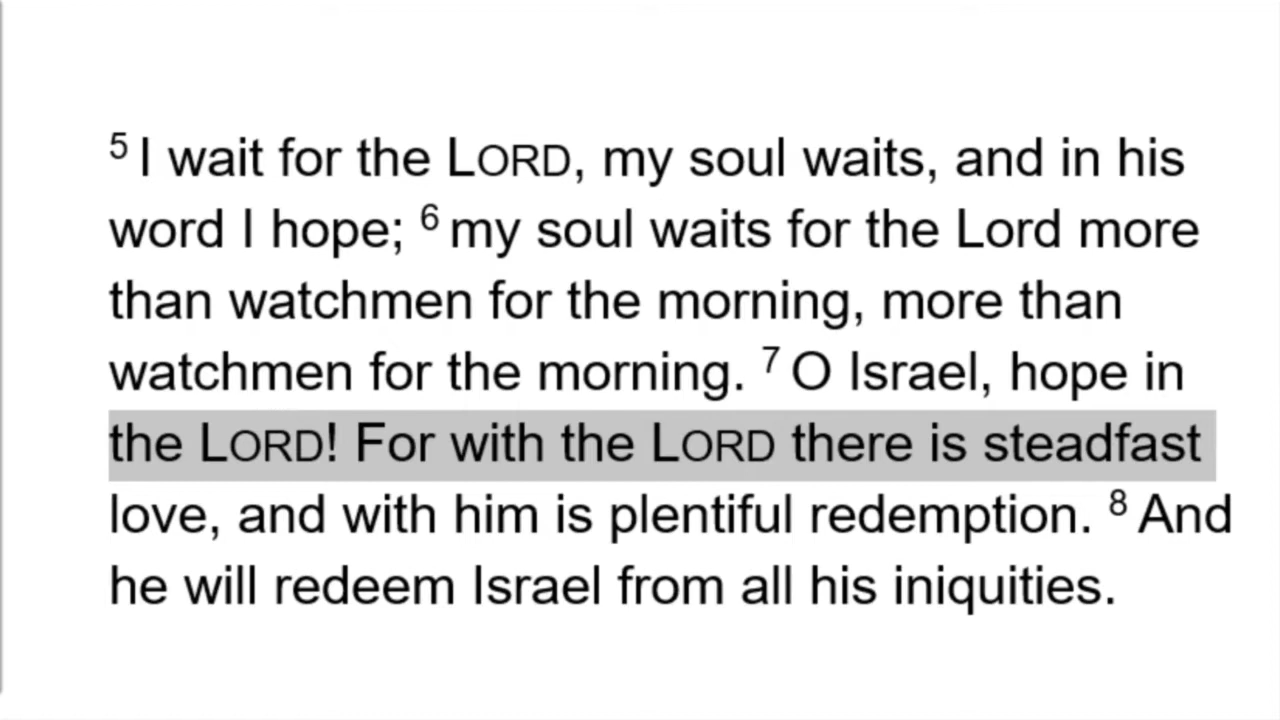 5 I wait for the LORD, my soul waits, and in his
word I hope; 6 my soul waits for the Lord more
than watchmen for the morning, more than
watchmen for the morning. 7 O Israel, hope in
the LORD! For with the LORD there is steadfast
love, and with him is plentiful redemption. 8 And
he will redeem Israel from all his iniquities.